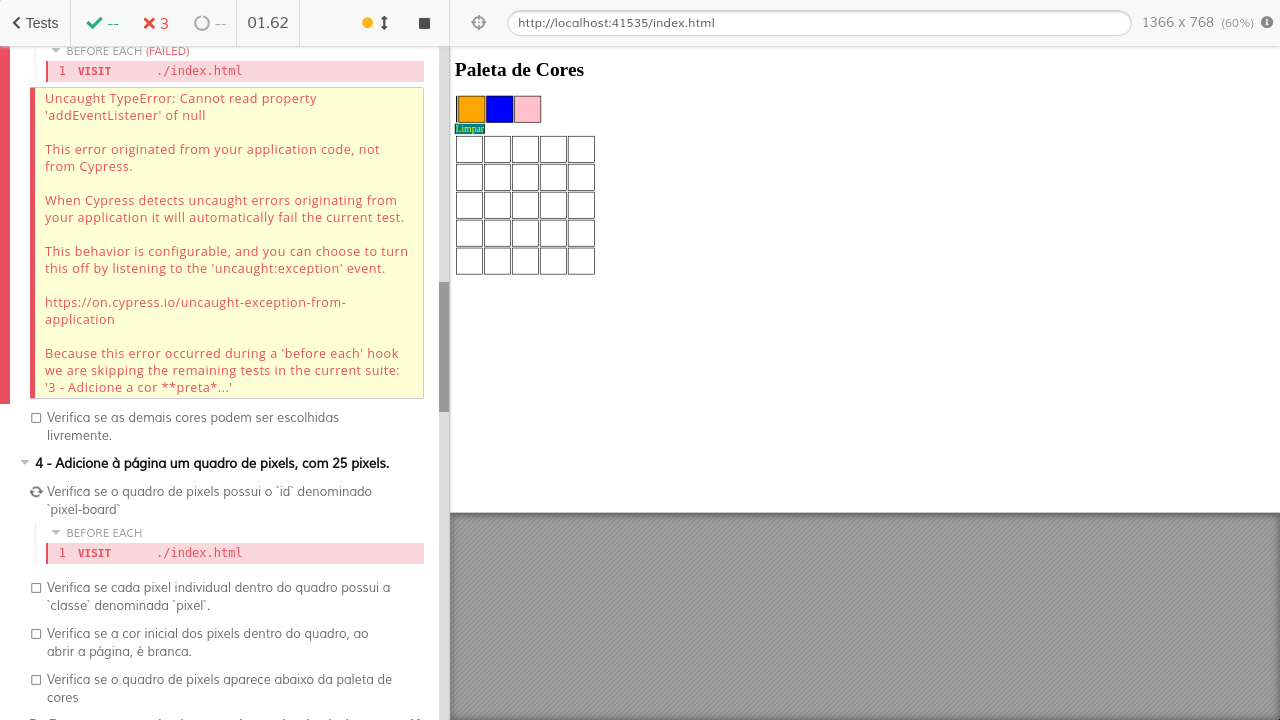 Tests
--
3
--
01.62
http://localhost:41535/index.html
1366 x 768 (60%)
BEFORE EACH (FAILED)
1 VISIT ./index.html
Uncaught TypeError: Cannot read property
'addEventListener' of null
This error originated from your application code, not
from Cypress.
When Cypress detects uncaught errors originating from
your application it will automatically fail the current test.
This behavior is configurable, and you can choose to turn
this off by listening to the 'uncaught:exception' event.
https://on.cypress.io/uncaught-exception-from-
application
Because this error occurred during a 'before each' hook
we are skipping the remaining tests in the current suite:
'3 - Adicione a cor **preta*...'
Verifica se as demais cores podem ser escolhidas
livremente.
4 - Adicione à página um quadro de pixels, com 25 pixels.
Verifica se o quadro de pixels possui o `id` denominado
`pixel-board`
BEFORE EACH
1 VISIT ./index.html
Verifica se cada pixel individual dentro do quadro possui a
`classe` denominada `pixel`.
Verifica se a cor inicial dos pixels dentro do quadro, ao
abrir a página, é branca.
Verifica se o quadro de pixels aparece abaixo da paleta de
cores
Paleta de Cores
Limpar